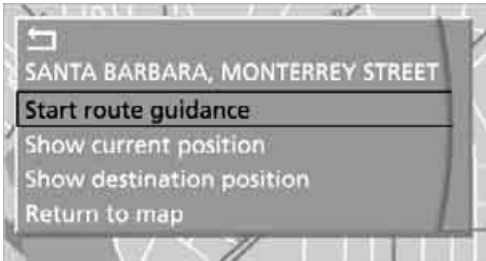 SANTA BARBARA, MONTERREY STREET
Start route guidance
Show current position
Show destination position
Return to map